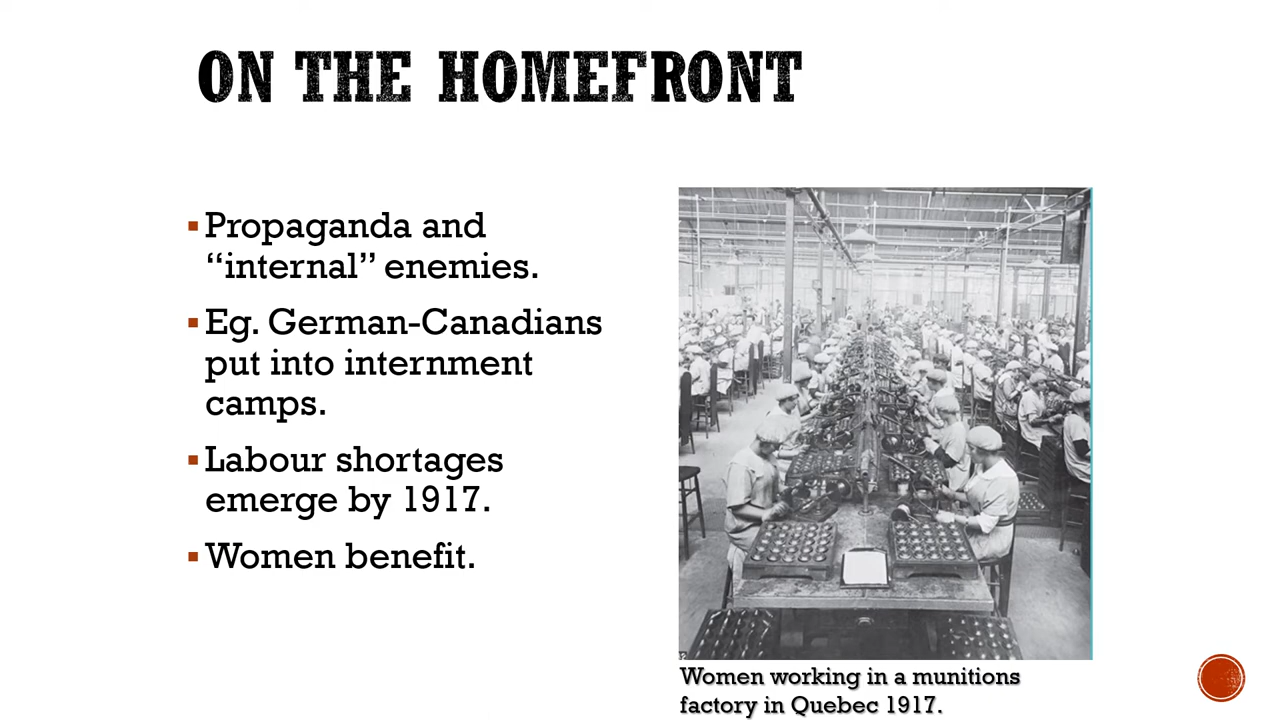 ON THE HOMEFRONT
Propaganda and
“internal” enemies.
Eg. German-Canadians
put into internment
camps.
Labour shortages
emerge by 1917.
Women benefit.
Women working in a munitions
factory in Quebec 1917.